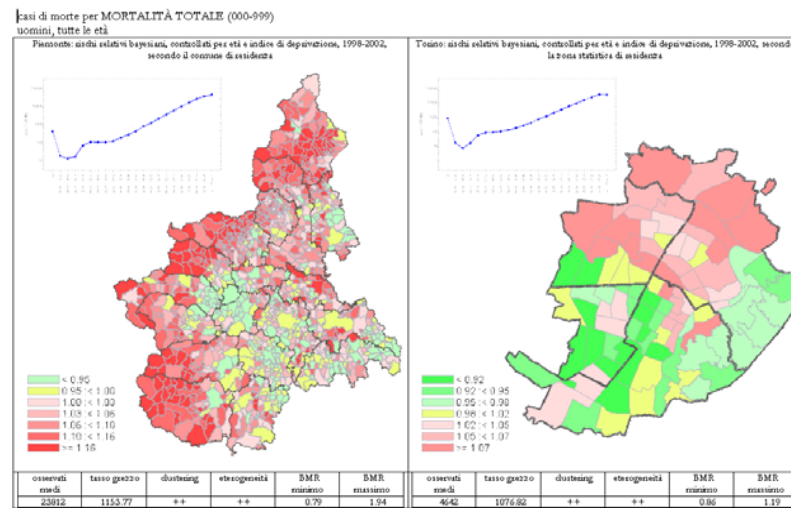 casi di morte per MORTALITÀ TOTALE (000-999)
uomini, tutte le età
Piemonte: rischi relativi bayesiani, controllati per età e indice di deprivazione, 1998-2002,
secondo il comune di residenza
Torino: rischi relativi bayesiani, controllati per età e indice di deprivazione, 1998-2002, secondo
la zona statistica di residenza
< 0.95
0.95 :< 1.00
1.00 :< 1.03
1.03 :< 1.06
1.06 :< 1.10
1.10 :< 1.16
>= 1.16
< 0.92
0.92 :< 0.95
0.95 :< 0.98
0.98 :< 1.02
1.02 :< 1.05
1.05 :< 1.07
>= 1.07
osservati medi tasso grezzo clustering eterogeneità BMR minimo BMR massimo
23812 1153.77 ++ ++ 0.79 1.94
osservati medi tasso grezzo clustering eterogeneità BMR minimo BMR massimo
4642 1076.82 ++ ++ 0.86 1.19